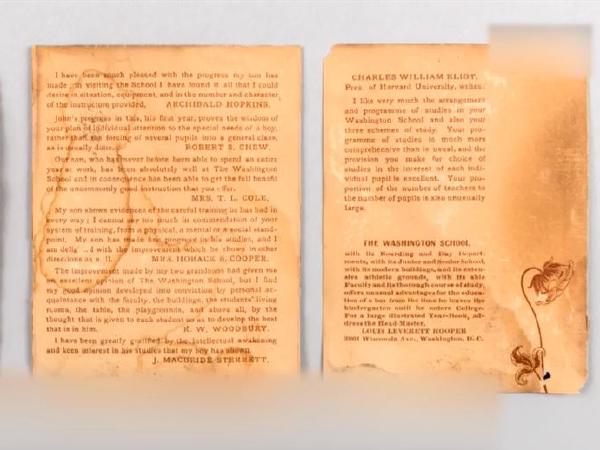 I have been much pleased with the progress my son has
made ; in visiting the School I have found it all that I could
desire in situation, equipment, and in the number and character
of the instruction provided, ARCHIBALD HOPKINS.
John's progress in this, his first year, proves the wisdom of
your plan of individual attention to the special needs of a boy,
rather than the forcing of several pupils into a general class,
as is usually done. ROBERT S. CHEW.
Our son, who has never before been able to spend an entire
year at work, has been absolutely well at The Washington
School and in consequence has been able to get the full benefit
of the uncommonly good instruction that you offer.
MRS. T. L. COLE.
My son shows evidences of the careful training he has had in
every way ; I cannot say too much in commendation of your
system of training, from a physical, a mental or a social stand-
point. My son has made fine progress in his studies, and I
am with the improvement which he shows in other
directions as MRS. HORACE S. COOPER.
The improvement made by my two grandsons had given me
an excellent opinion of The Washington School, but I find
my good opinion developed into conviction by personal ac-
quaintance with the faculty, the buildings, the students' living
rooms, the table, the playgrounds, and above all, by the
thought that is given to each student so as to develop the best
that is in him. K. W. WOODBURY.
I have been greatly gratified by the intellectual awakening
and keen interest in his studies that my boy has shown
J. MACBRIDE STERRETT.
CHARLES WILLIAM ELIOT,
Pres. of Harvard University, writes:
I like very much the arrangement
and programme of studies in your
Washington School and also your
three schemes of study. Your pro-
gramme of studies is much more
comprehensive than is usual, and the
provision you make for choice of
studies in the interest of each indi-
vidual pupil is excellent. Your pro-
portion of the number of teachers to
the number of pupils is also unusually
large.
THE WASHINGTON SCHOOL,
with its Boarding and Day Depart-
ments, with its Junior and Senior School,
with its modern buildings, and its exten-
sive athletic grounds, with its able
Faculty and its thorough course of study,
offers unusual advantages for the educa-
tion of a boy from the time he leaves the
kindergarten until he enters College.
For a large illustrated Year-Book, ad-
dress the Head-Master,
LOUIS LEVERETT HOOPER
3901 Wisconsin Ave., Washington, D. C.